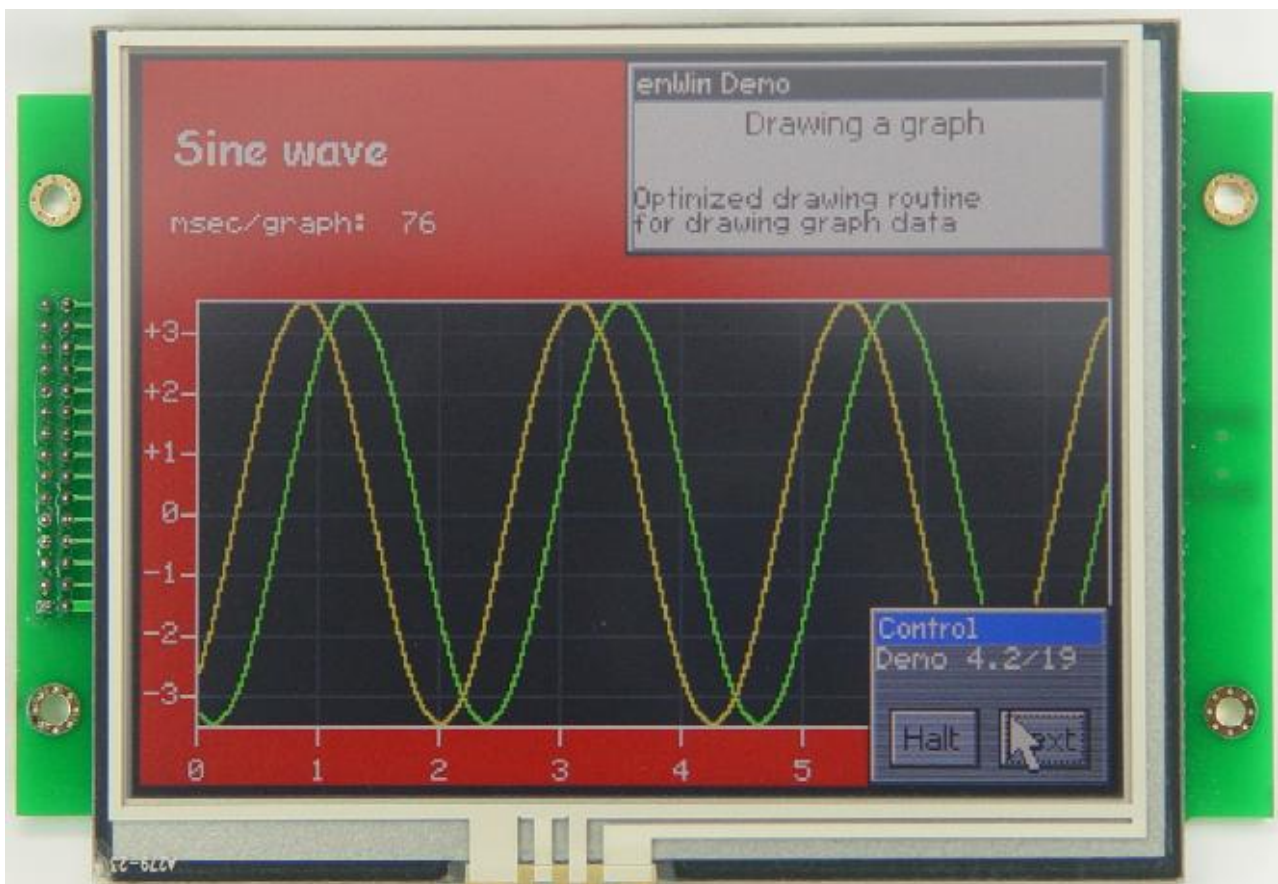 emWin Demo
Drawing a graph
Optimized drawing routine
for drawing graph data
Sine wave
msec/graph: 76
+3
+2
+1
0
-1
-2
-3
0 1 2 3 4 5
Control
Demo 4.2/19
Halt